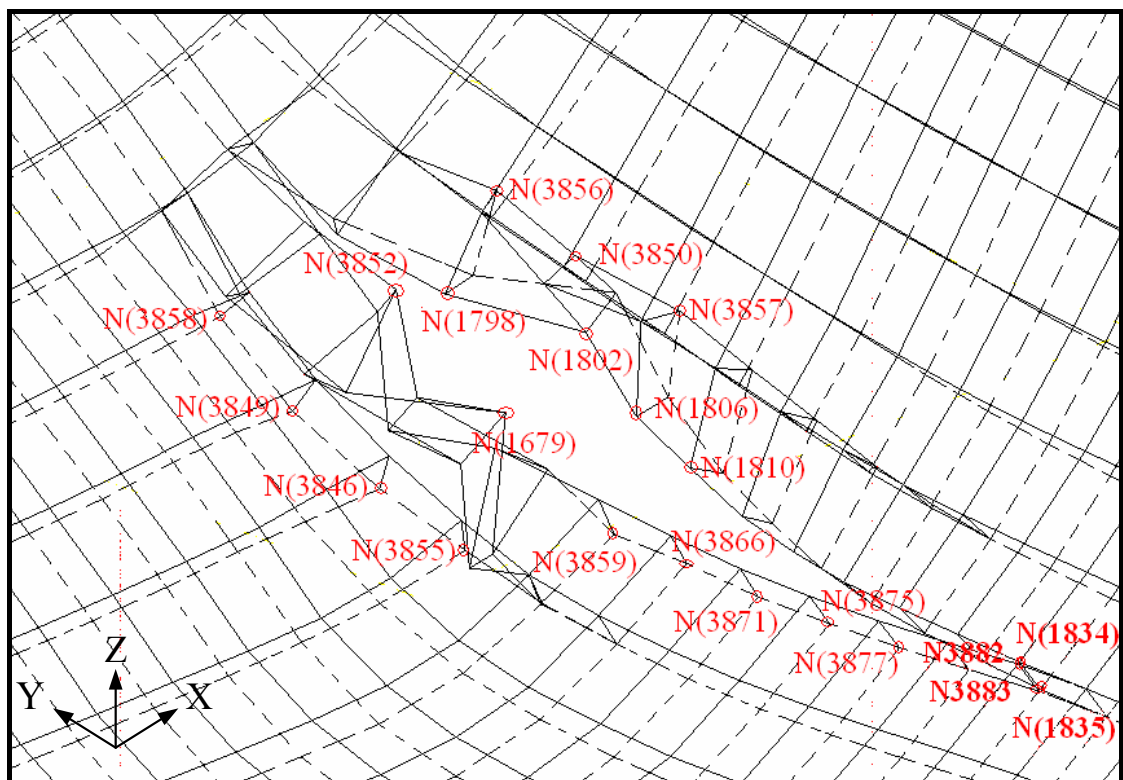 N(3856)
N(3850)
N(3852)
N(3858)
N(1798)
N(3857)
N(1802)
N(3849)
N(1806)
N(1679)
N(1810)
N(3846)
N(3855)
N(3859)
N(3866)
N(3871)
N(3875)
N(3877)
N(1834)
N3882
N3883
N(1835)
Z
Y
X